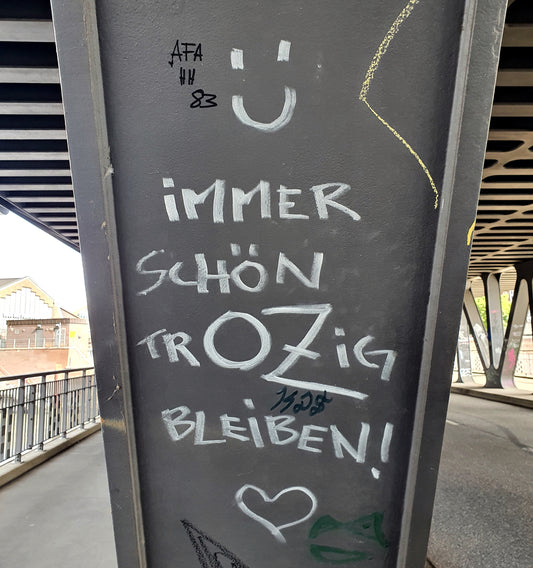 AFA
HH
83
iMMER
SCHÖN
TROZiG
BLEiBEN!